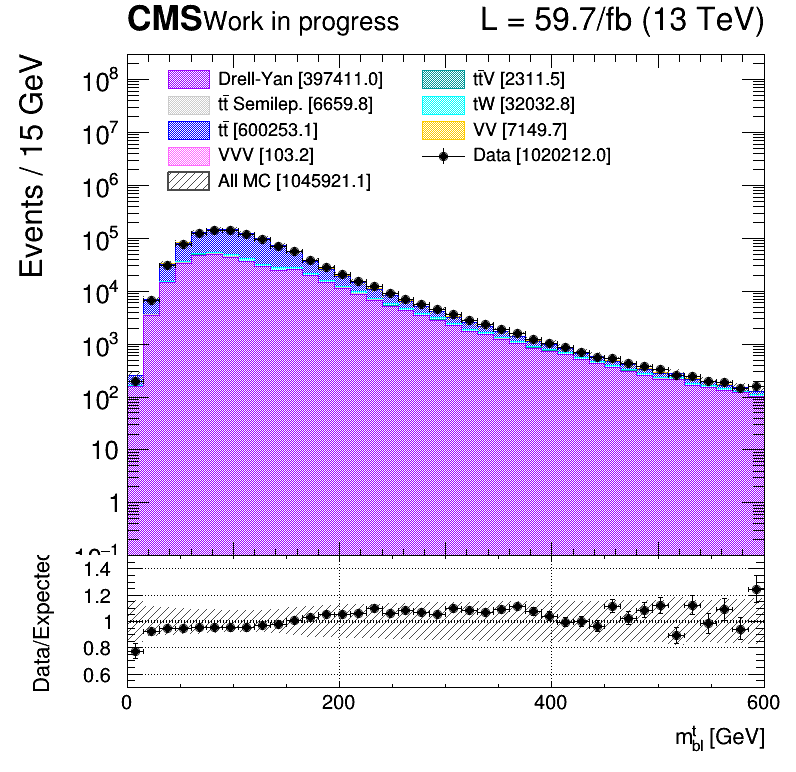 CMS Work in progress L = 59.7/fb (13 TeV)
Events / 15 GeV
Drell-Yan [397411.0]
tt̄ Semilep. [6659.8]
tt̄ [600253.1]
VVV [103.2]
All MC [1045921.1]
tt̄V [2311.5]
tW [32032.8]
VV [7149.7]
Data [1020212.0]
10⁸
10⁷
10⁶
10⁵
10⁴
10³
10²
10
1
10⁻¹
Data/Expected
1.4
1.2
1
0.8
0.6
0 200 400 600
m^t_bl [GeV]